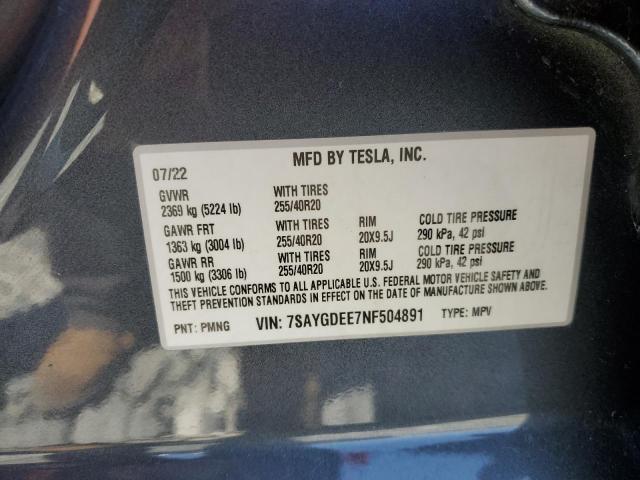 MFD BY TESLA, INC.
07/22
GVWR WITH TIRES
2369 kg (5224 lb) 255/40R20
GAWR FRT WITH TIRES RIM COLD TIRE PRESSURE
1363 kg (3004 lb) 255/40R20 20X9.5J 290 kPa, 42 psi
GAWR RR WITH TIRES RIM COLD TIRE PRESSURE
1500 kg (3306 lb) 255/40R20 20X9.5J 290 kPa, 42 psi
THIS VEHICLE CONFORMS TO ALL APPLICABLE U.S. FEDERAL MOTOR VEHICLE SAFETY AND
THEFT PREVENTION STANDARDS IN EFFECT ON THE DATE OF MANUFACTURE SHOWN ABOVE.
PNT: PMNG VIN: 7SAYGDEE7NF504891 TYPE: MPV